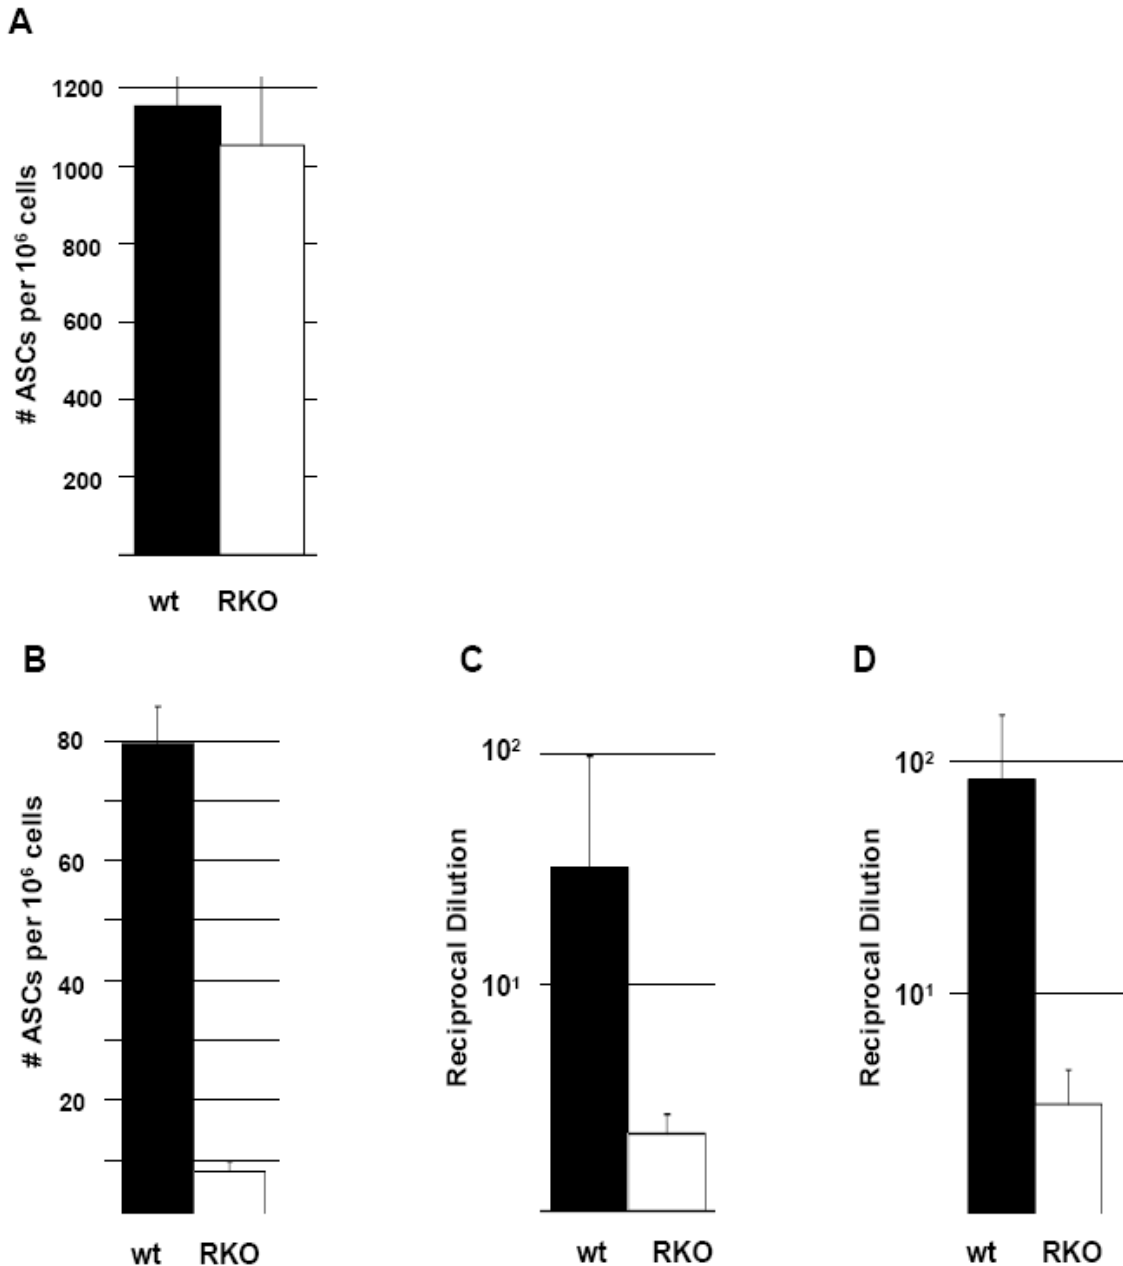 A
# ASCs per 10⁶ cells
1200
1000
800
600
400
200
wt RKO
B
# ASCs per 10⁶ cells
80
60
40
20
wt RKO
C
Reciprocal Dilution
10²
10¹
wt RKO
D
Reciprocal Dilution
10²
10¹
wt RKO